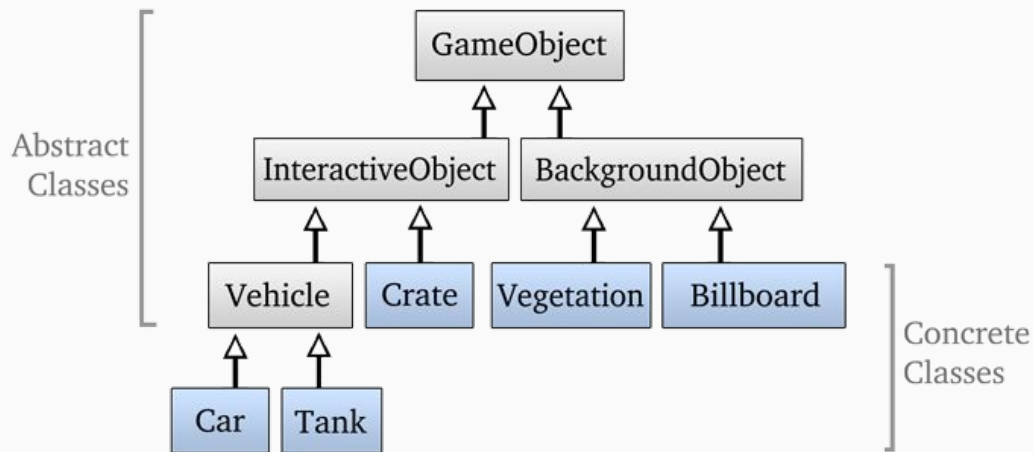 GameObject
Abstract
Classes
InteractiveObject
BackgroundObject
Vehicle
Crate
Vegetation
Billboard
Concrete
Classes
Car
Tank